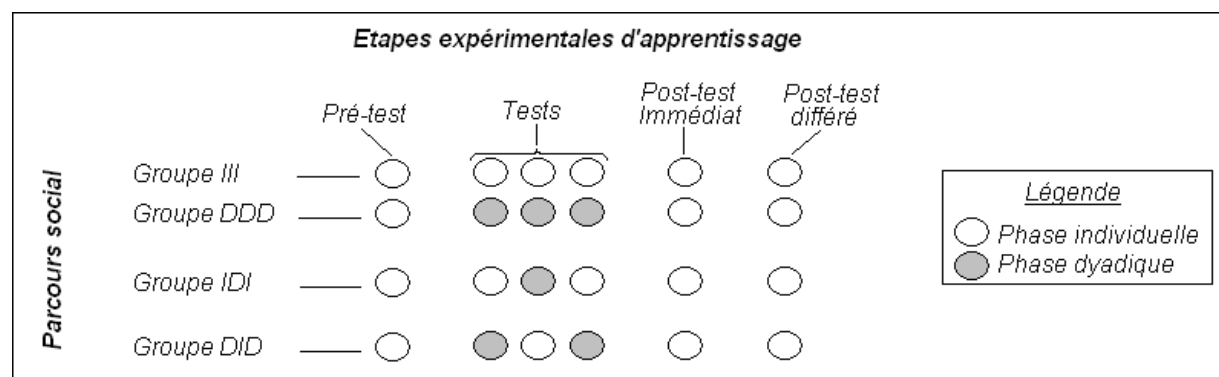 Etapes expérimentales d'apprentissage
Pré-test
Tests
Post-test
Immédiat
Post-test
différé
Parcours social
Groupe III
Groupe DDD
Groupe IDI
Groupe DID
Légende
Phase individuelle
Phase dyadique